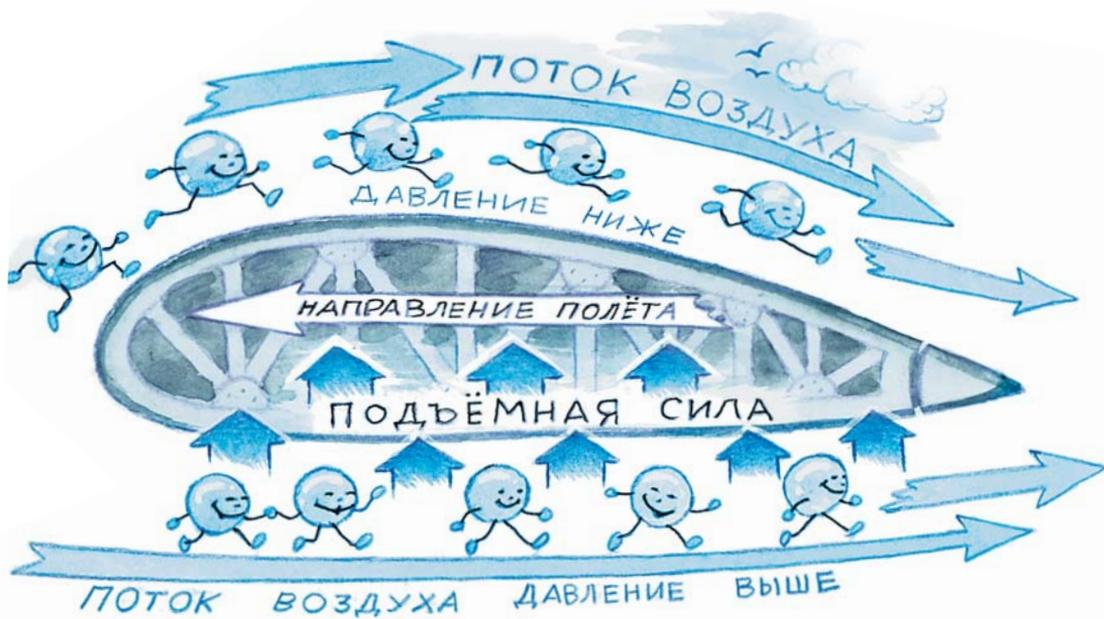 ПОТОК ВОЗДУХА
ДАВЛЕНИЕ НИЖЕ
НАПРАВЛЕНИЕ ПОЛЁТА
ПОДЪЁМНАЯ СИЛА
ПОТОК ВОЗДУХА ДАВЛЕНИЕ ВЫШЕ